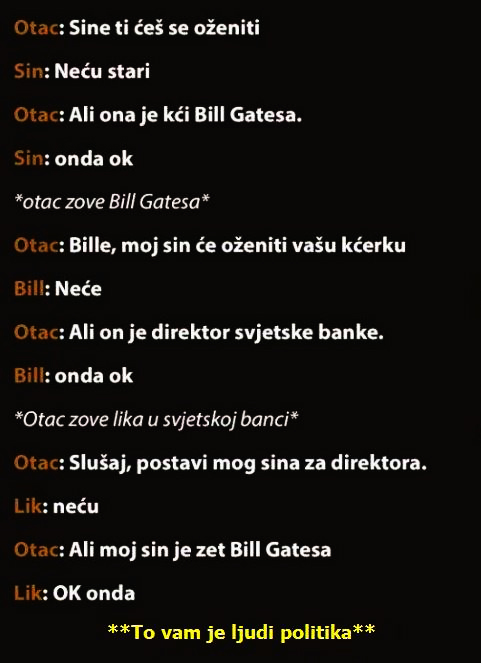 Otac: Sine ti ćeš se oženiti
Sin: Neću stari
Otac: Ali ona je kći Bill Gatesa.
Sin: onda ok
*otac zove Bill Gatesa*
Otac: Bille, moj sin će oženiti vašu kćerku
Bill: Neće
Otac: Ali on je direktor svjetske banke.
Bill: onda ok
*Otac zove lika u svjetskoj banci*
Otac: Slušaj, postavi mog sina za direktora.
Lik: neću
Otac: Ali moj sin je zet Bill Gatesa
Lik: OK onda
**To vam je ljudi politika**